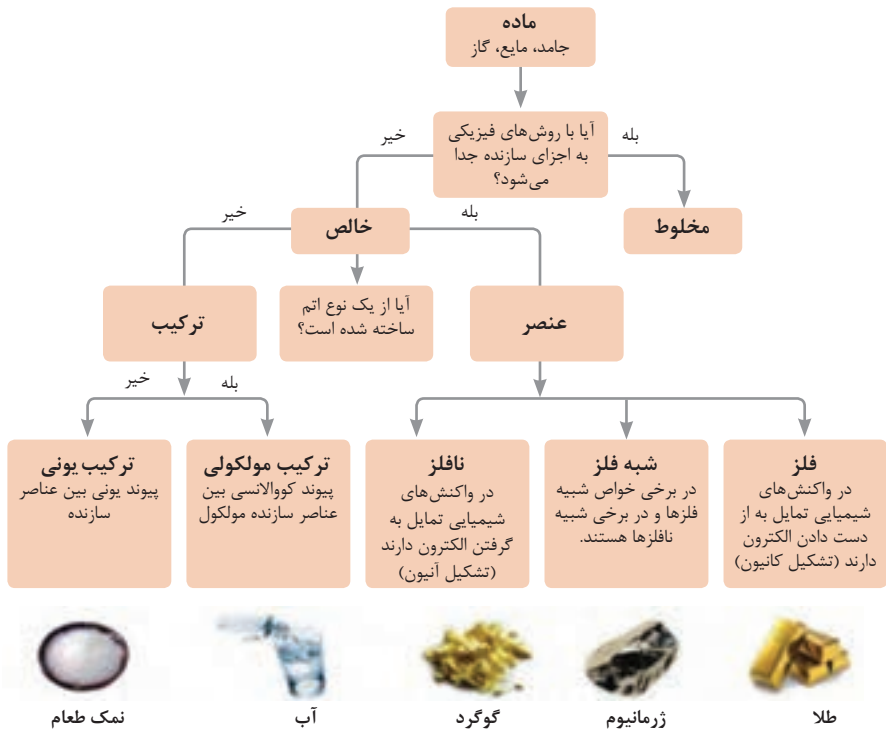 ماده
جامد، مایع، گاز
آیا با روش‌های فیزیکی
به اجزای سازنده جدا
می‌شود؟
بله
خیر
مخلوط
خالص
بله
خیر
عنصر
آیا از یک نوع اتم
ساخته شده است؟
ترکیب
بله
خیر
فلز
در واکنش‌های
شیمیایی تمایل به از
دست دادن الکترون
دارند (تشکیل کاتیون)
شبه فلز
در برخی خواص شبیه
فلزها و در برخی شبیه
نافلزها هستند.
نافلز
در واکنش‌های
شیمیایی تمایل به
گرفتن الکترون دارند
(تشکیل آنیون)
ترکیب مولکولی
پیوند کووالانسی بین
عناصر سازنده مولکول
ترکیب یونی
پیوند یونی بین عناصر
سازنده
طلا
ژرمانیوم
گوگرد
آب
نمک طعام